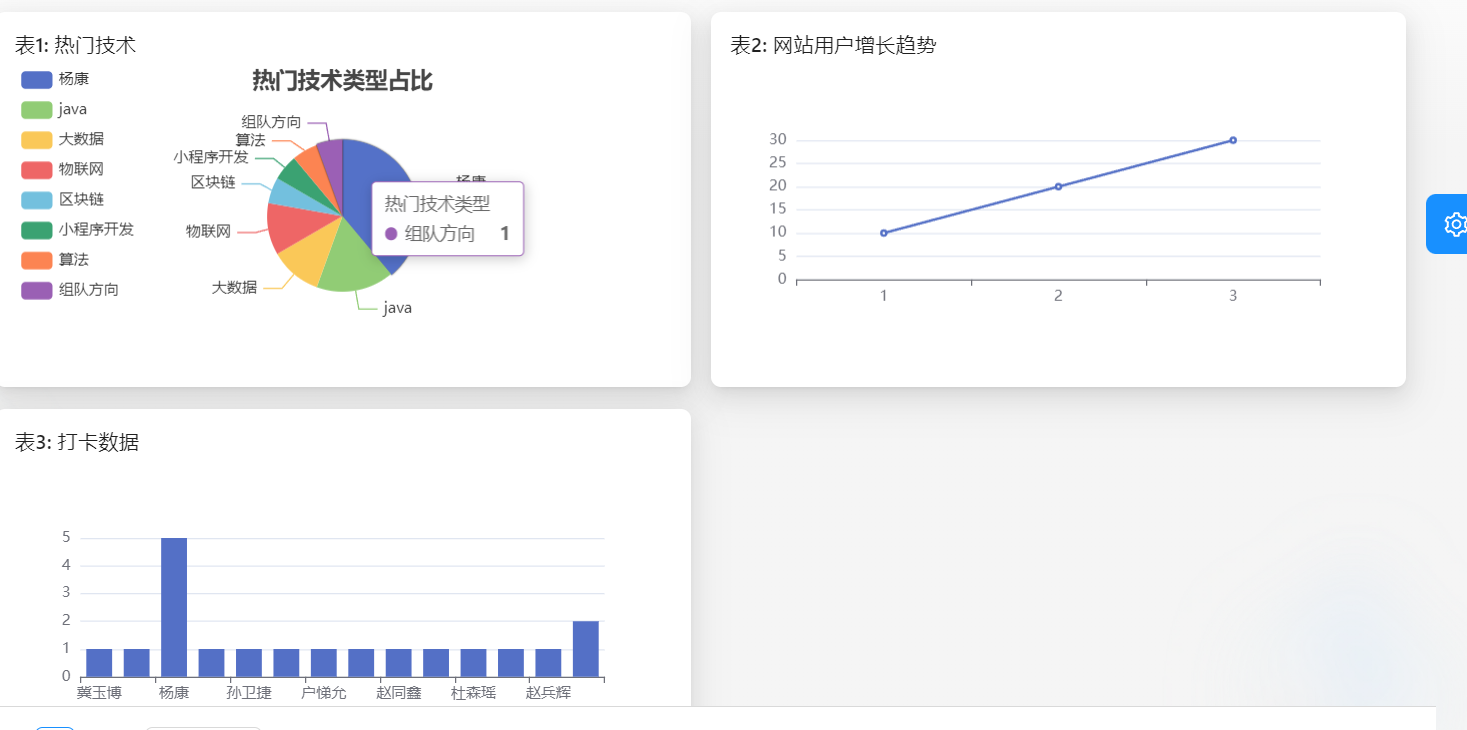 表1: 热门技术
热门技术类型占比
杨康
java
大数据
物联网
区块链
小程序开发
算法
组队方向
组队方向
算法
小程序开发
区块链
物联网
大数据
java
杨康
热门技术类型
组队方向 1
表2: 网站用户增长趋势
30
25
20
15
10
5
0
1 2 3
表3: 打卡数据
5
4
3
2
1
0
冀玉博 杨康 孙卫捷 户悌允 赵同鑫 杜森瑶 赵兵辉